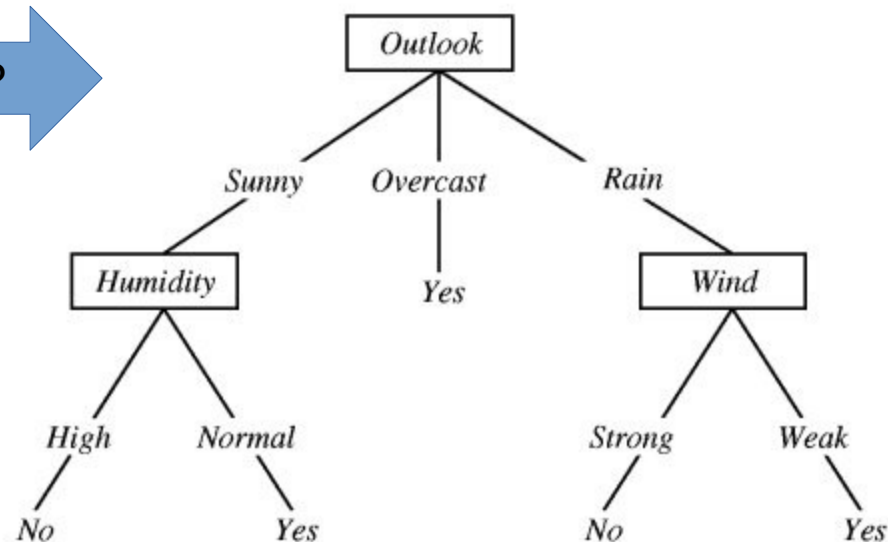 Outlook
Sunny Overcast Rain
Humidity Yes Wind
High Normal Strong Weak
No Yes No Yes